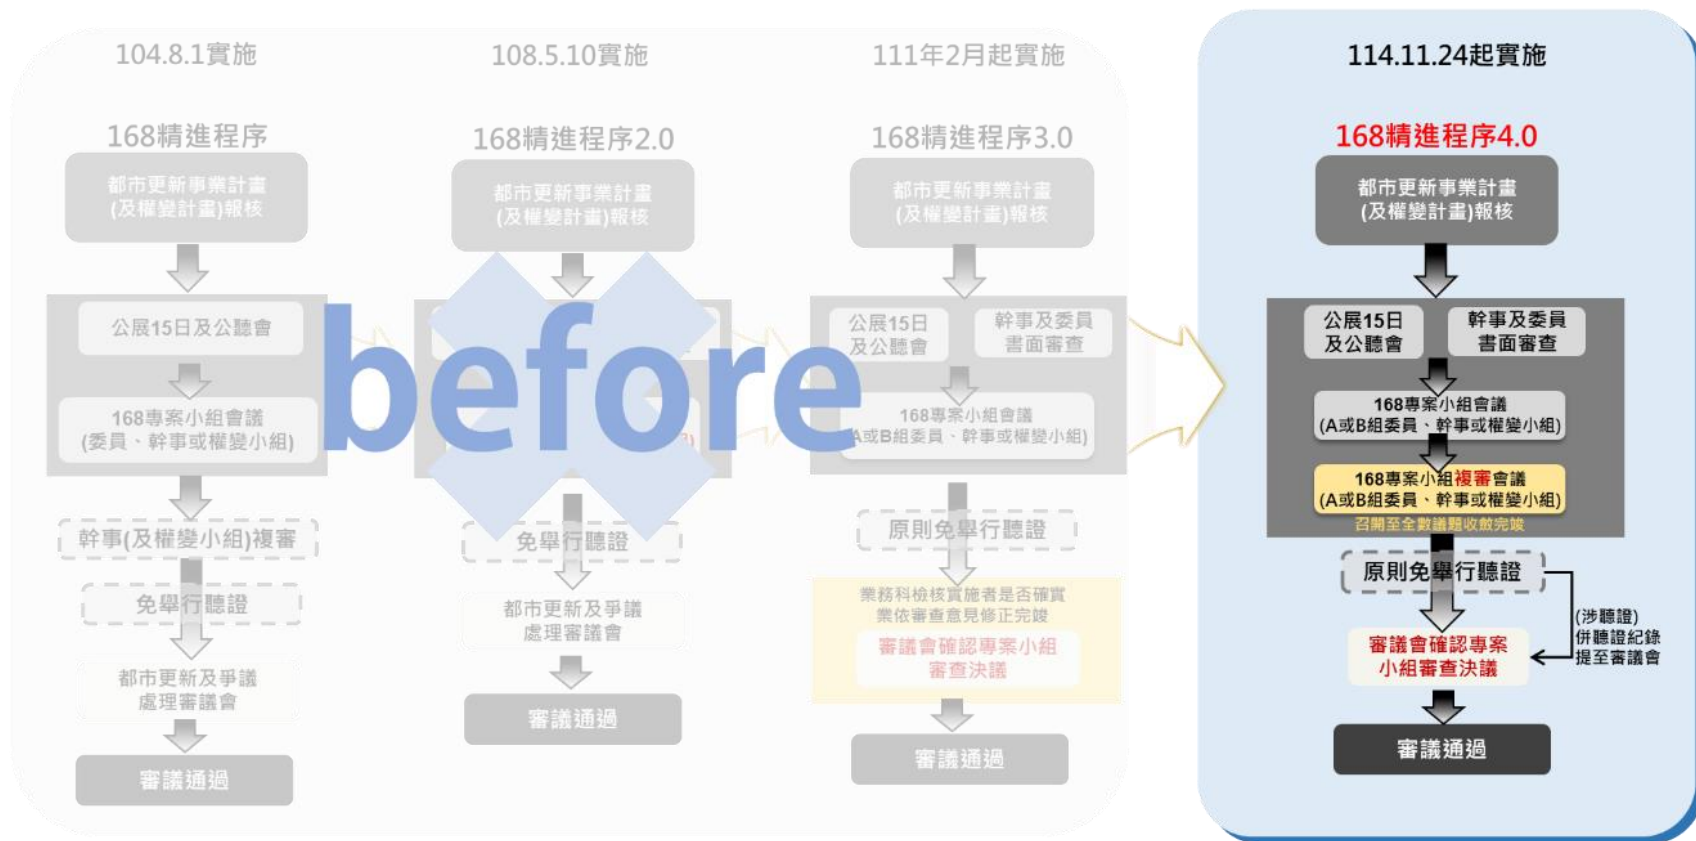 104.8.1實施
168精進程序
都市更新事業計畫
(及權變計畫)報核
公展15日及公聽會
168專案小組會議
(委員、幹事或權變小組)
幹事(及權變小組)複審
免舉行聽證
都市更新及爭議
處理審議會
審議通過
108.5.10實施
168精進程序2.0
都市更新事業計畫
(及權變計畫)報核
免舉行聽證
都市更新及爭議
處理審議會
審議通過
before
111年2月起實施
168精進程序3.0
都市更新事業計畫
(及權變計畫)報核
公展15日
及公聽會
幹事及委員
書面審查
168專案小組會議
(A或B組委員、幹事或權變小組)
原則免舉行聽證
業務科檢核實施者是否確實
業依審查意見修正完竣
審議會確認專案小組
審查決議
審議通過
114.11.24起實施
168精進程序4.0
都市更新事業計畫
(及權變計畫)報核
公展15日
及公聽會
幹事及委員
書面審查
168專案小組會議
(A或B組委員、幹事或權變小組)
168專案小組複審會議
(A或B組委員、幹事或權變小組)
召開至全數議題收斂完竣
原則免舉行聽證
(涉聽證)
併聽證紀錄
提至審議會
審議會確認專案
小組審查決議
審議通過